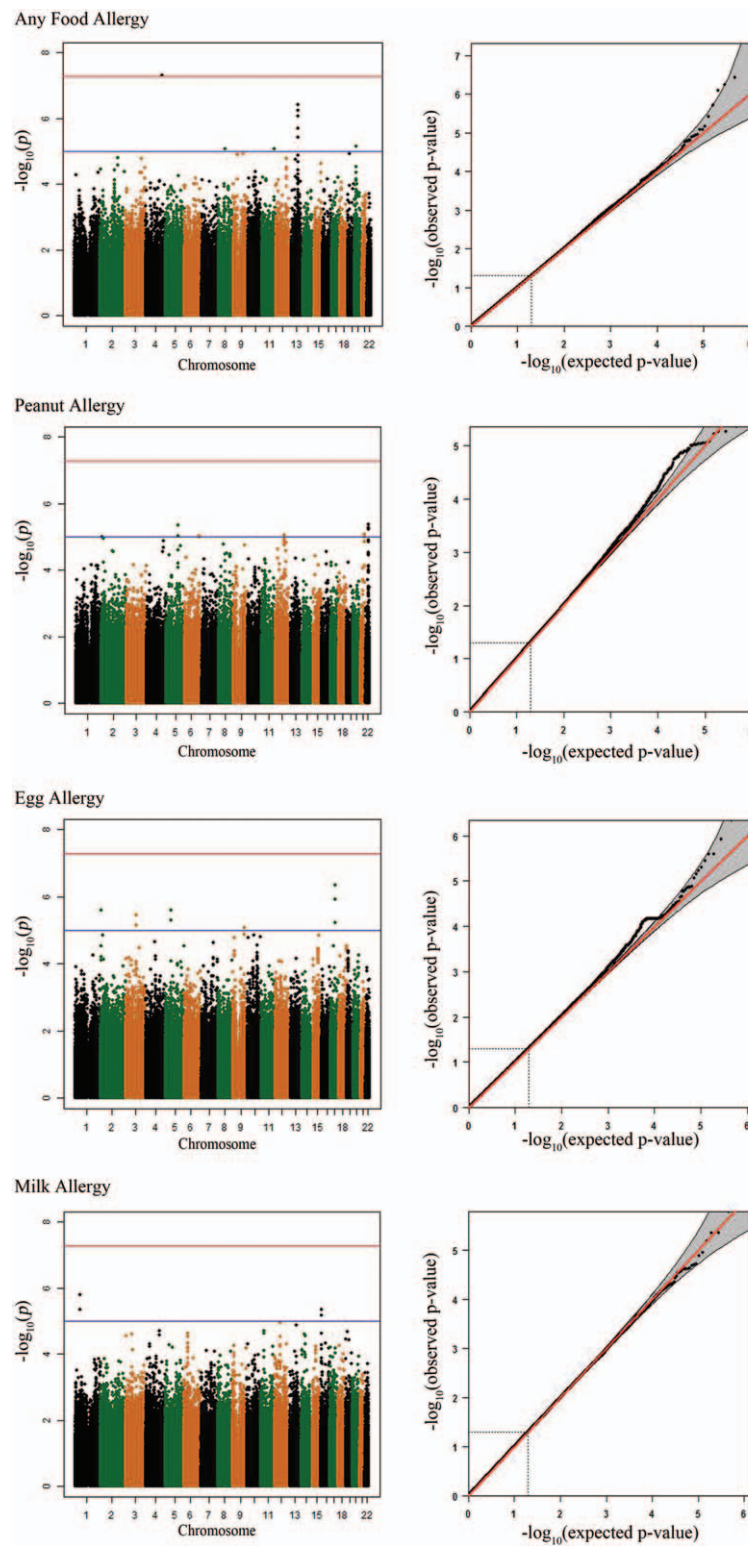 Any Food Allergy
8
6
4
2
0
-log10(p)
1 2 3 4 5 6 7 8 9 11 13 15 18 22
Chromosome
7
6
5
4
3
2
1
0
-log10(observed p-value)
0 1 2 3 4 5 6
-log10(expected p-value)
Peanut Allergy
8
6
4
2
0
-log10(p)
1 2 3 4 5 6 7 8 9 11 13 15 18 22
Chromosome
5
4
3
2
1
0
-log10(observed p-value)
0 1 2 3 4 5
-log10(expected p-value)
Egg Allergy
8
6
4
2
0
-log10(p)
1 2 3 4 5 6 7 8 9 11 13 15 18 22
Chromosome
6
5
4
3
2
1
0
-log10(observed p-value)
0 1 2 3 4 5 6
-log10(expected p-value)
Milk Allergy
8
6
4
2
0
-log10(p)
1 2 3 4 5 6 7 8 9 11 13 15 18 22
Chromosome
5
4
3
2
1
0
-log10(observed p-value)
0 1 2 3 4 5 6
-log10(expected p-value)